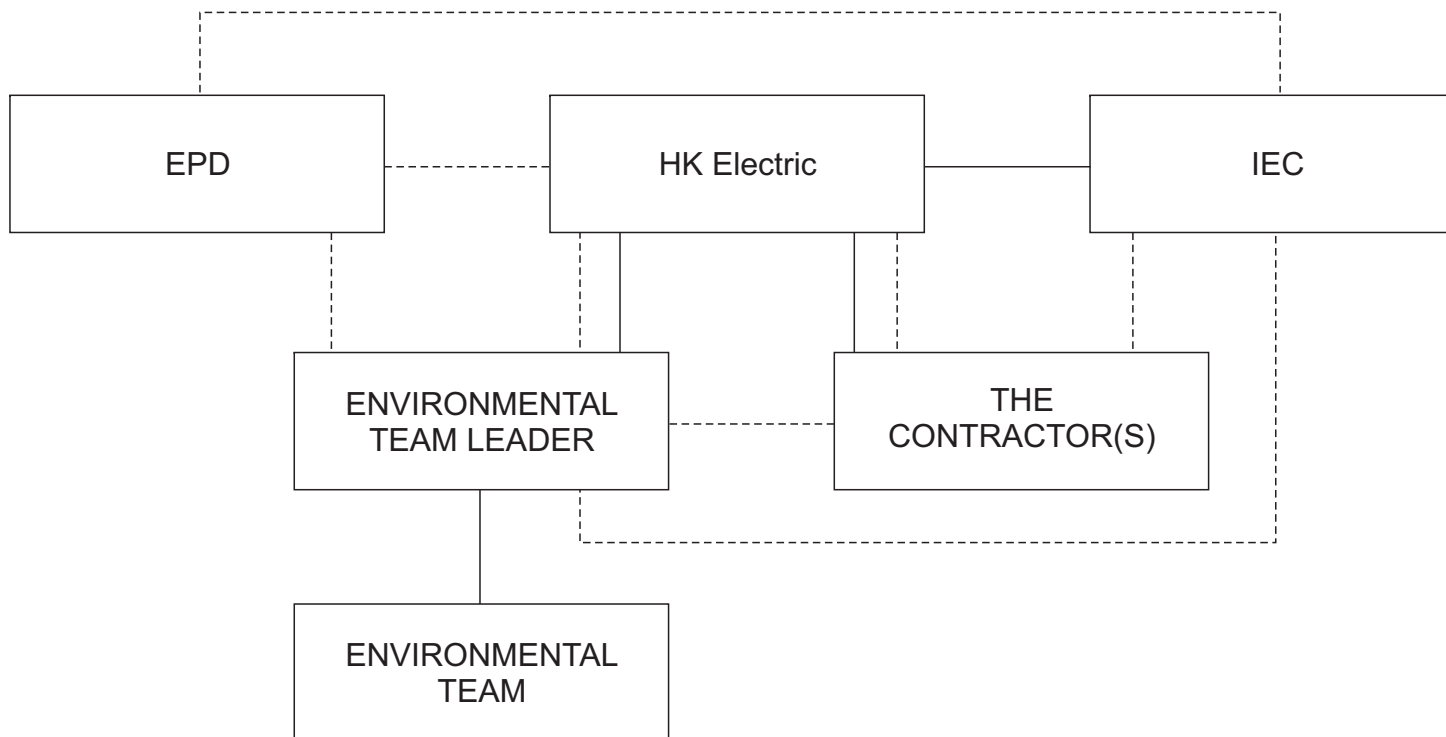 EPD
HK Electric
IEC
ENVIRONMENTAL
TEAM LEADER
THE
CONTRACTOR(S)
ENVIRONMENTAL
TEAM